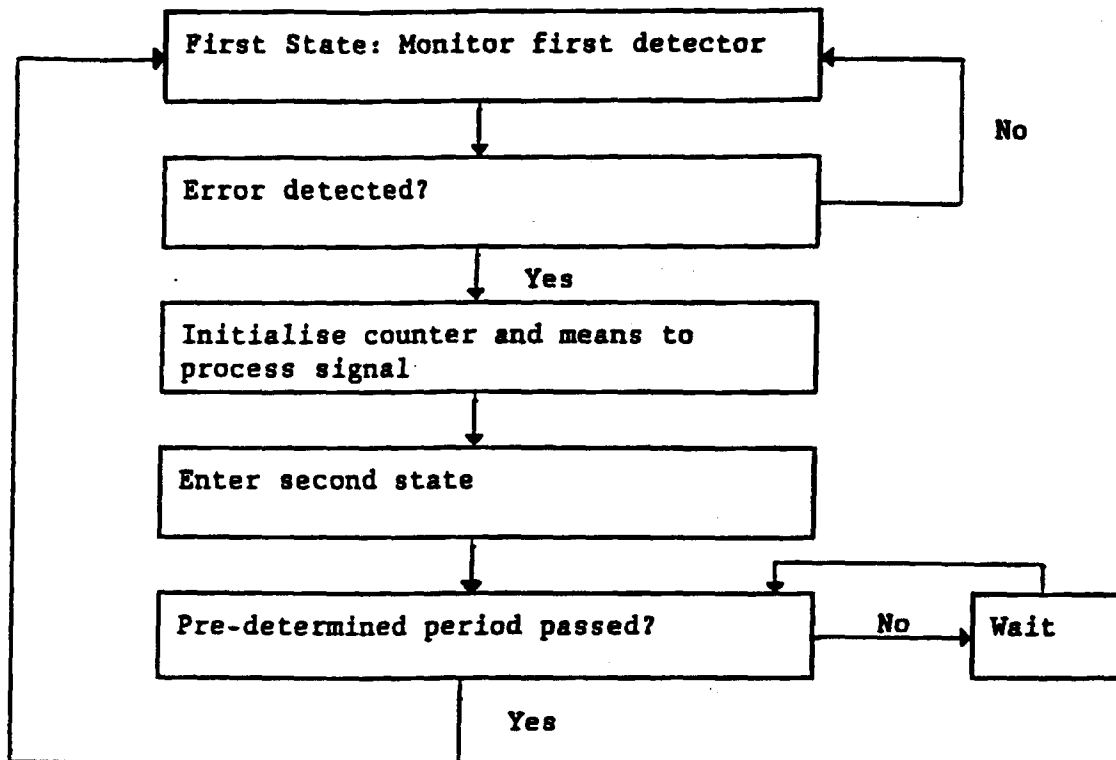 First State: Monitor first detector
No
Error detected?
Yes
Initialise counter and means to
process signal
Enter second state
Pre-determined period passed?
No
Wait
Yes